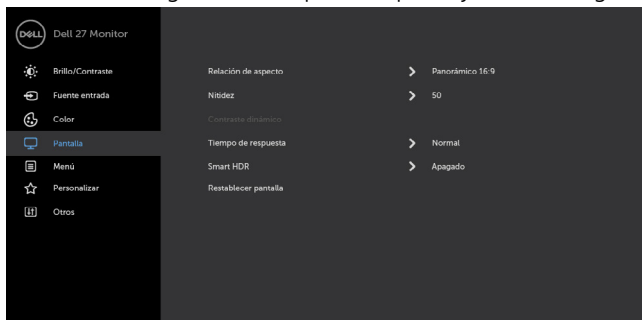 DELL Dell 27 Monitor
Brillo/Contraste Relación de aspecto Panorámico 16:9
Fuente entrada Nitidez 50
Color Contraste dinámico
Pantalla Tiempo de respuesta Normal
Menú Smart HDR Apagado
Personalizar Restablecer pantalla
Otros